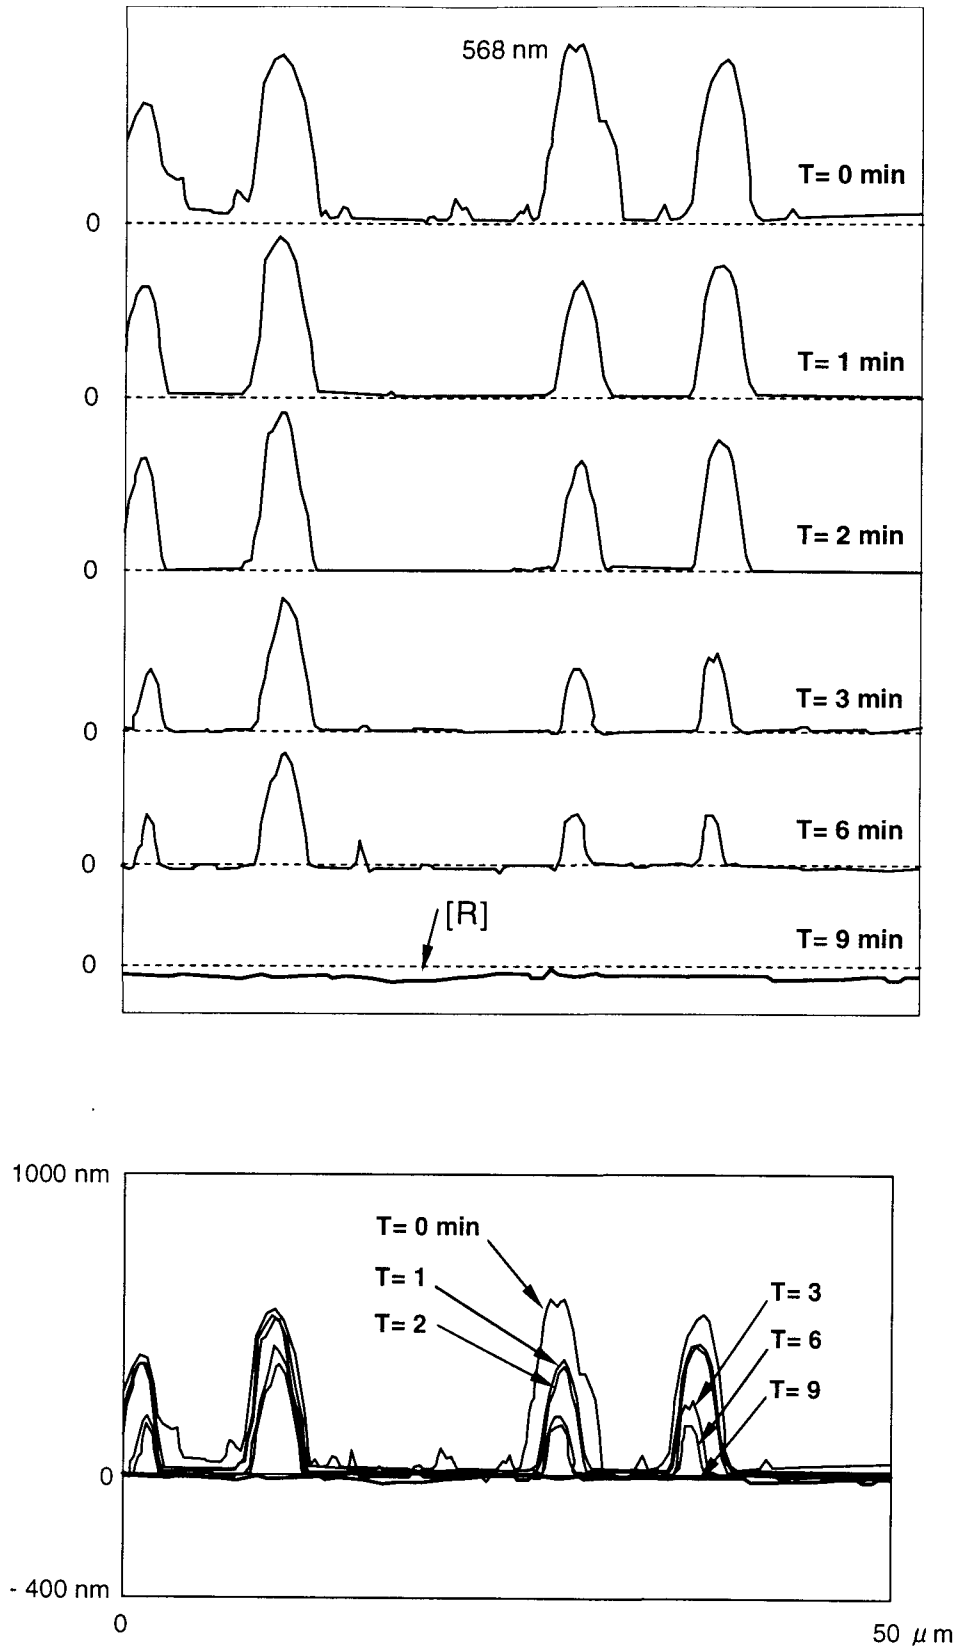 568 nm
T= 0 min
0
T= 1 min
0
T= 2 min
0
T= 3 min
0
T= 6 min
0
[R]
T= 9 min
0
1000 nm
T= 0 min
T= 1
T= 3
T= 2
T= 6
T= 9
0
- 400 nm
0
50 μm